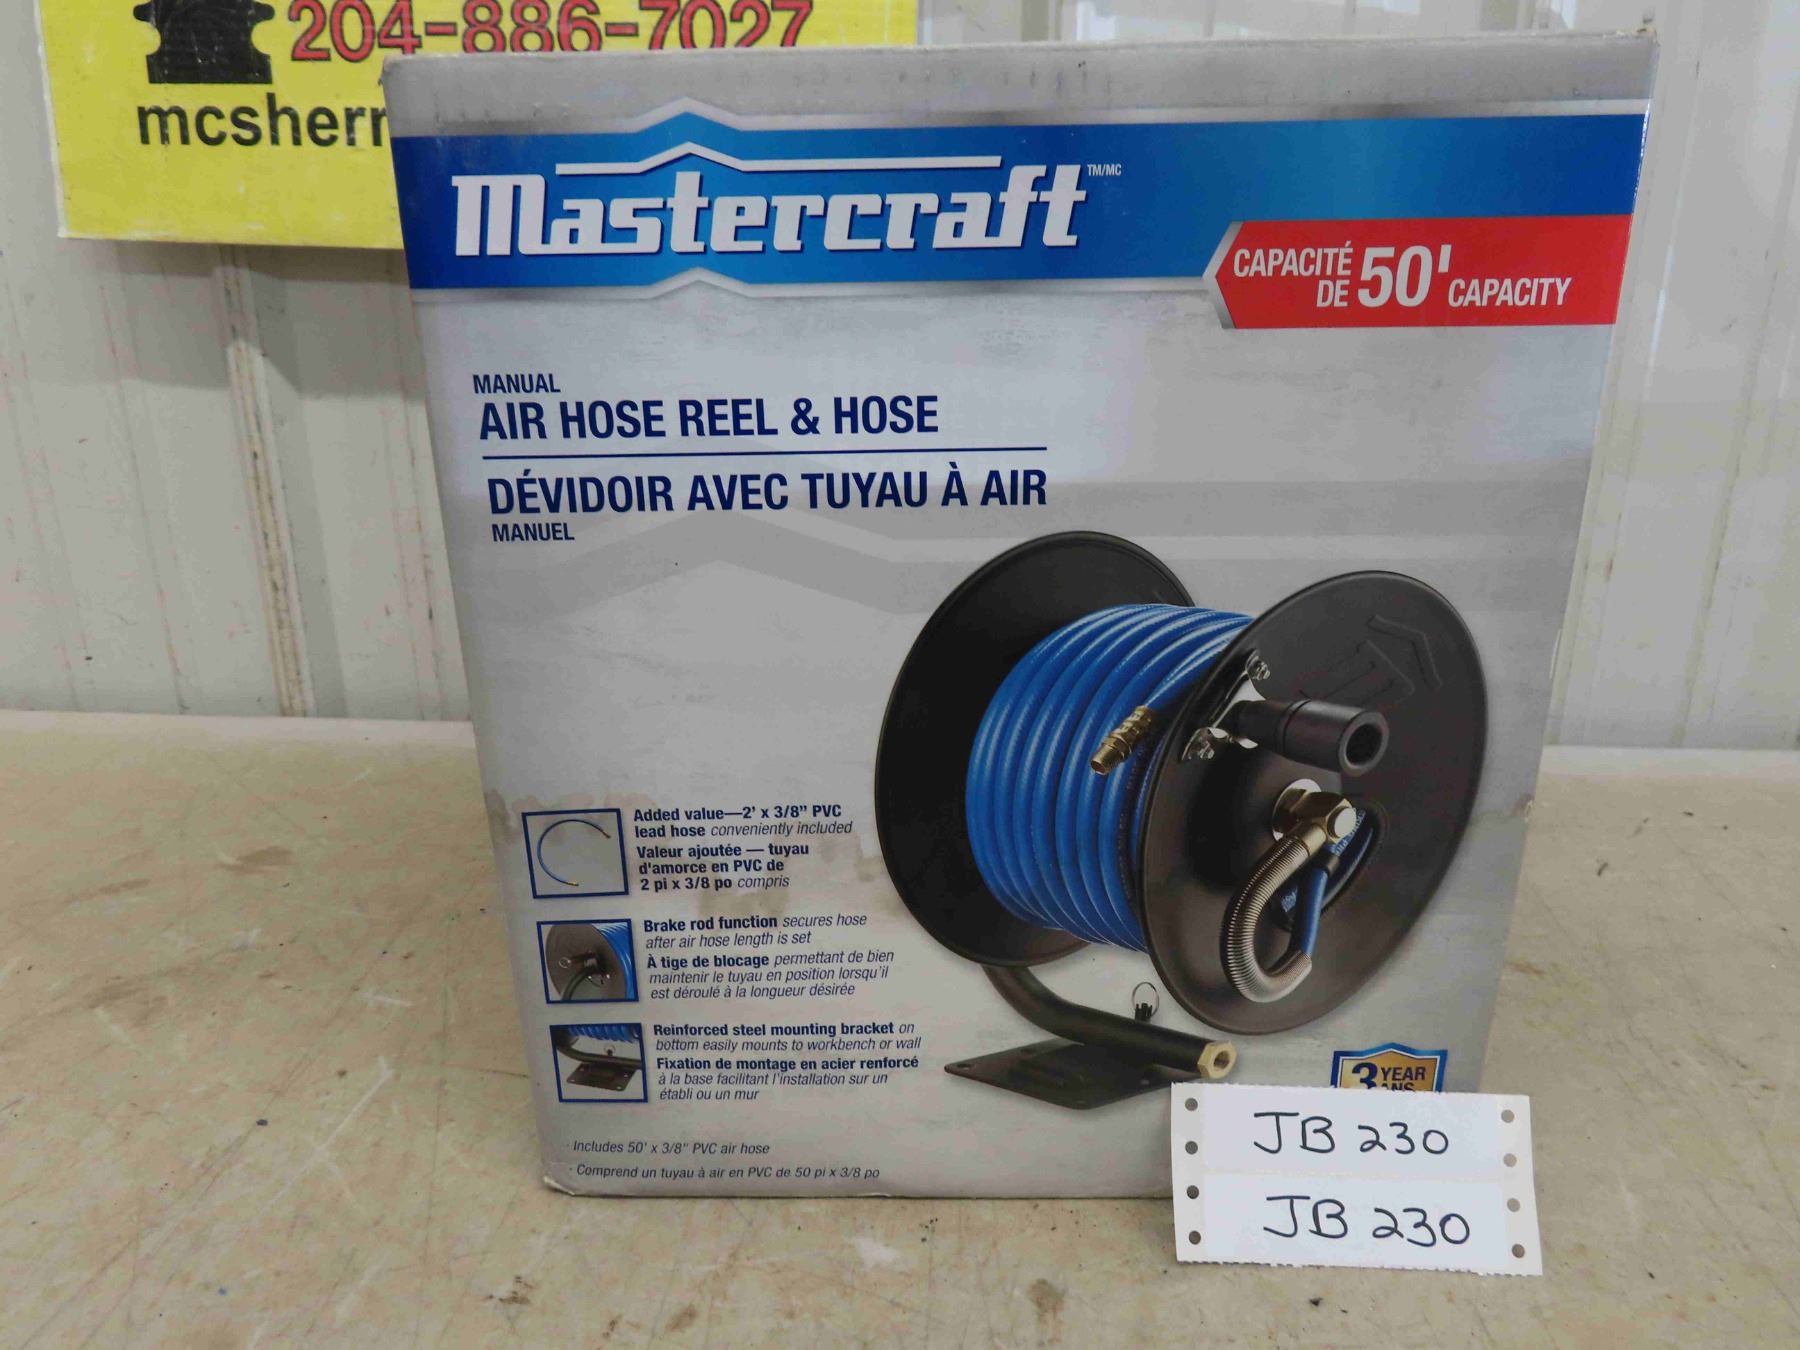 204-886-7027
mcsherr
Mastercraft TM/MC
CAPACITÉ DE 50' CAPACITY
MANUAL
AIR HOSE REEL & HOSE
DÉVIDOIR AVEC TUYAU À AIR
MANUEL
Added value—2' x 3/8" PVC
lead hose conveniently included
Valeur ajoutée — tuyau
d'amorce en PVC de
2 pi x 3/8 po compris
Brake rod function secures hose
after air hose length is set
À tige de blocage permettant de bien
maintenir le tuyau en position lorsqu'il
est déroulé à la longueur désirée
Reinforced steel mounting bracket on
bottom easily mounts to workbench or wall
Fixation de montage en acier renforcé
à la base facilitant l'installation sur un
établi ou un mur
3 YEAR
ANS
· Includes 50' x 3/8" PVC air hose
· Comprend un tuyau à air en PVC de 50 pi x 3/8 po
JB 230
JB 230